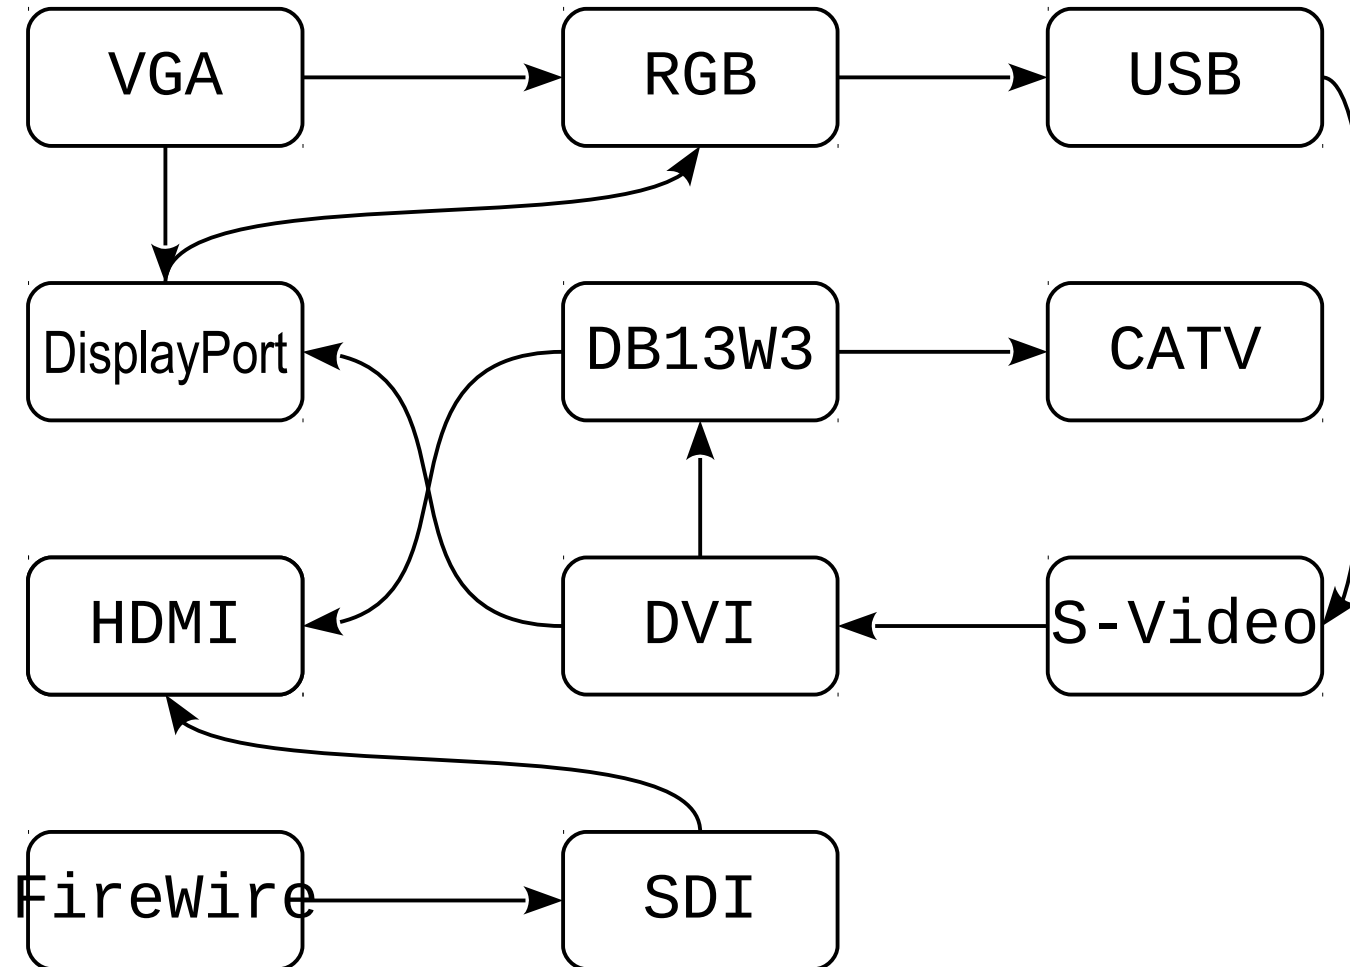 VGA
RGB
USB
DisplayPort
DB13W3
CATV
HDMI
DVI
S-Video
FireWire
SDI